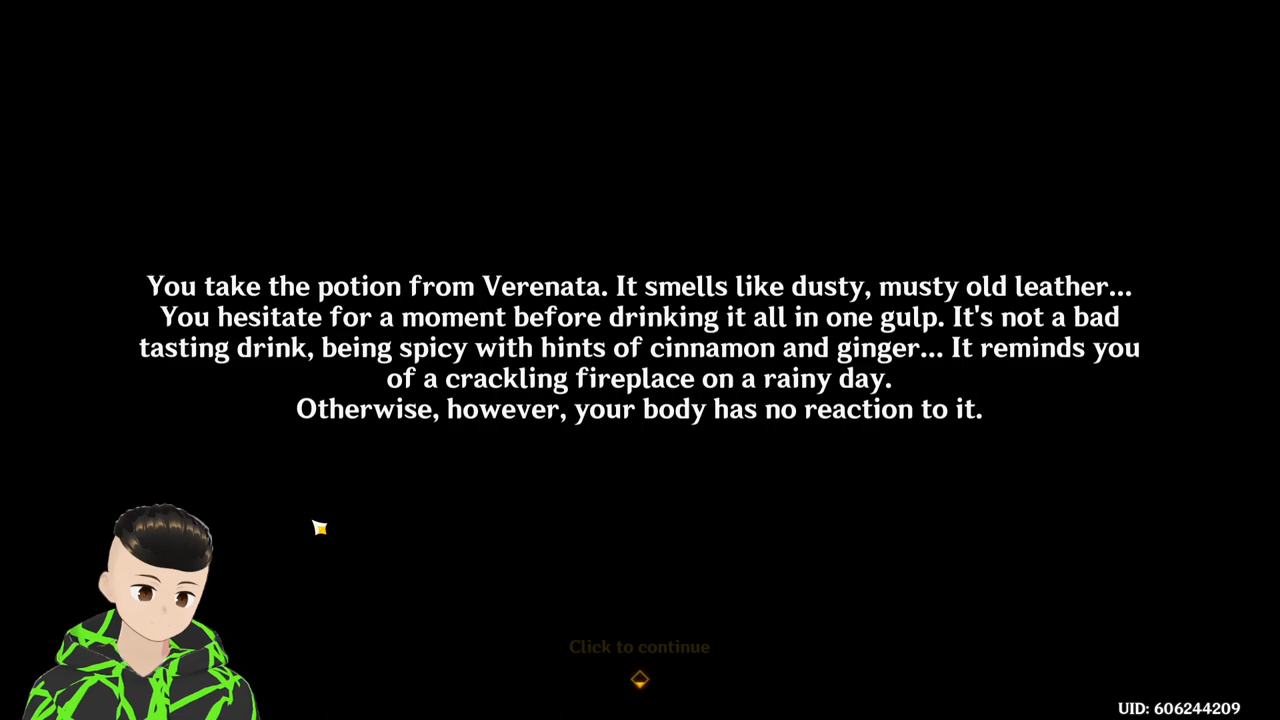 You take the potion from Verenata. It smells like dusty, musty old leather...
You hesitate for a moment before drinking it all in one gulp. It's not a bad
tasting drink, being spicy with hints of cinnamon and ginger... It reminds you
of a crackling fireplace on a rainy day.
Otherwise, however, your body has no reaction to it.
Click to continue
UID: 606244209